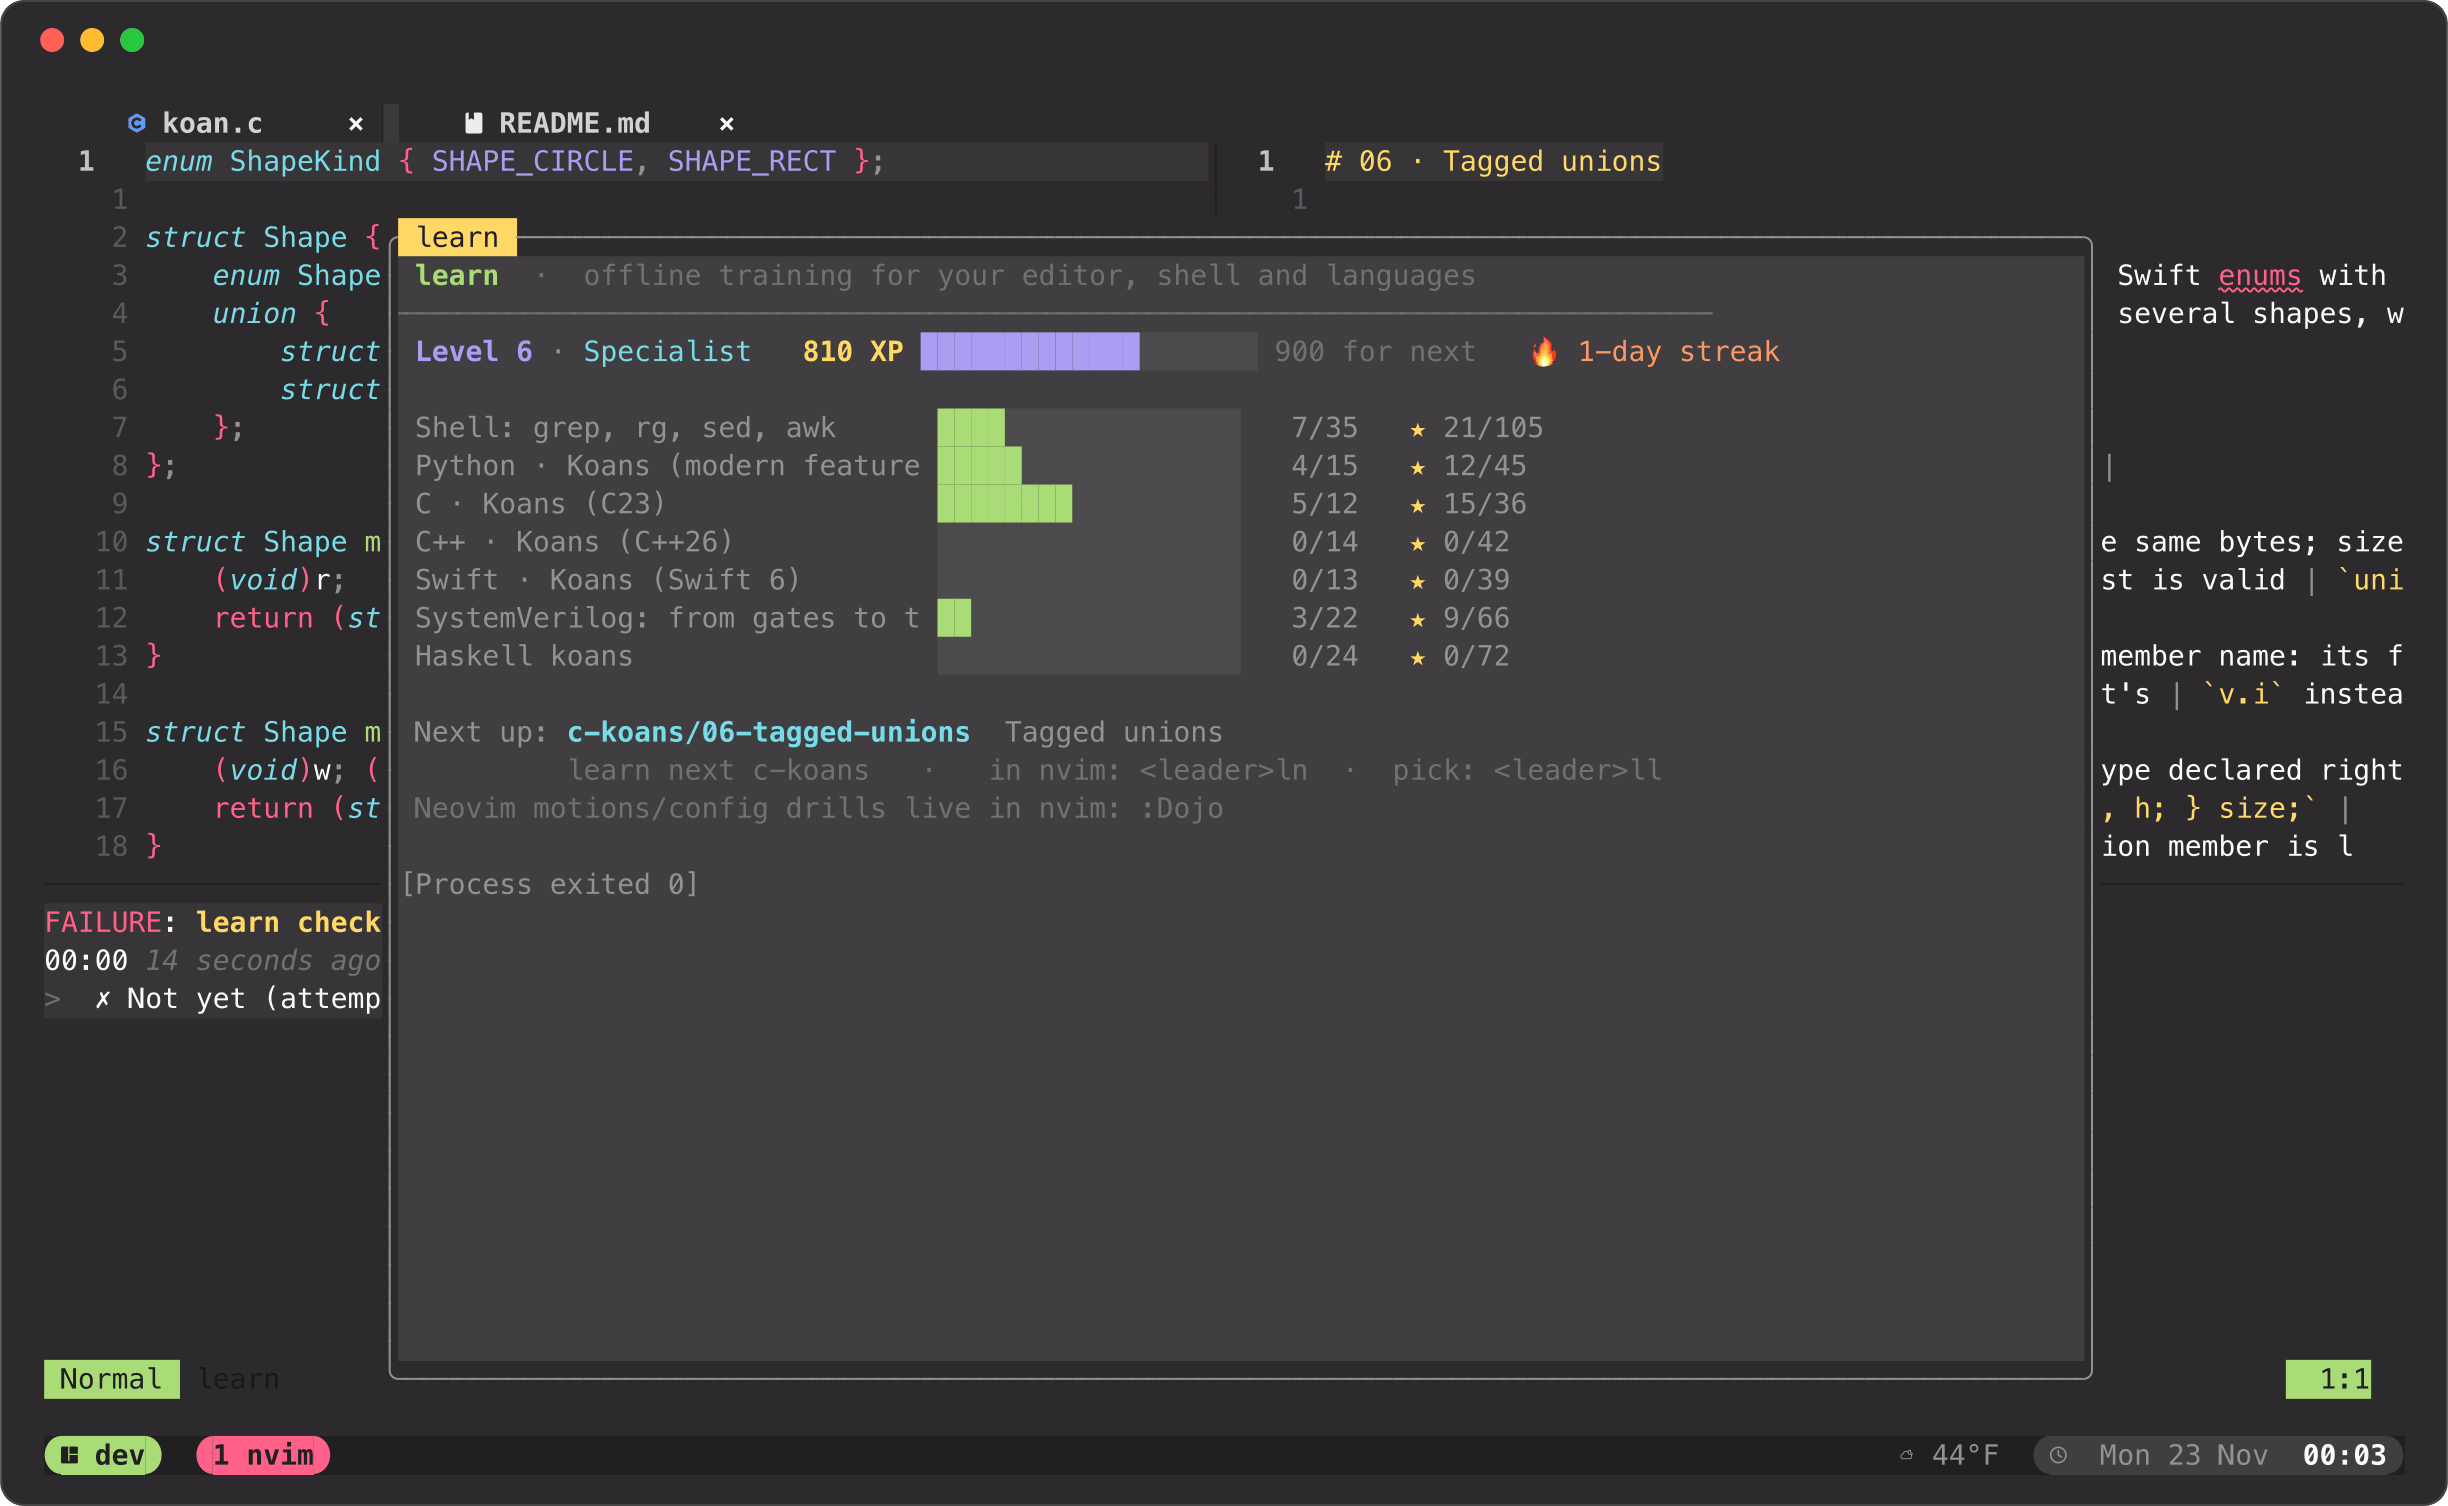 koan.c × README.md ×
1 enum ShapeKind { SHAPE_CIRCLE, SHAPE_RECT }; 1 # 06 · Tagged unions
1 1
2 struct Shape { learn
3 enum Shape learn · offline training for your editor, shell and languages Swift enums with
4 union { several shapes, w
5 struct Level 6 · Specialist 810 XP 900 for next 🔥 1-day streak
6 struct
7 }; Shell: grep, rg, sed, awk 7/35 ★ 21/105
8 }; Python · Koans (modern feature 4/15 ★ 12/45 |
9 C · Koans (C23) 5/12 ★ 15/36
10 struct Shape m C++ · Koans (C++26) 0/14 ★ 0/42 e same bytes; size
11 (void)r; Swift · Koans (Swift 6) 0/13 ★ 0/39 st is valid | `uni
12 return (st SystemVerilog: from gates to t 3/22 ★ 9/66
13 } Haskell koans 0/24 ★ 0/72 member name: its f
14 t's | `v.i` instea
15 struct Shape m Next up: c-koans/06-tagged-unions Tagged unions
16 (void)w; ( learn next c-koans · in nvim: <leader>ln · pick: <leader>ll ype declared right
17 return (st Neovim motions/config drills live in nvim: :Dojo , h; } size;` |
18 } ion member is l
[Process exited 0]
FAILURE: learn check
00:00 14 seconds ago
> ✗ Not yet (attemp
Normal learn 1:1
dev 1 nvim 44°F Mon 23 Nov 00:03